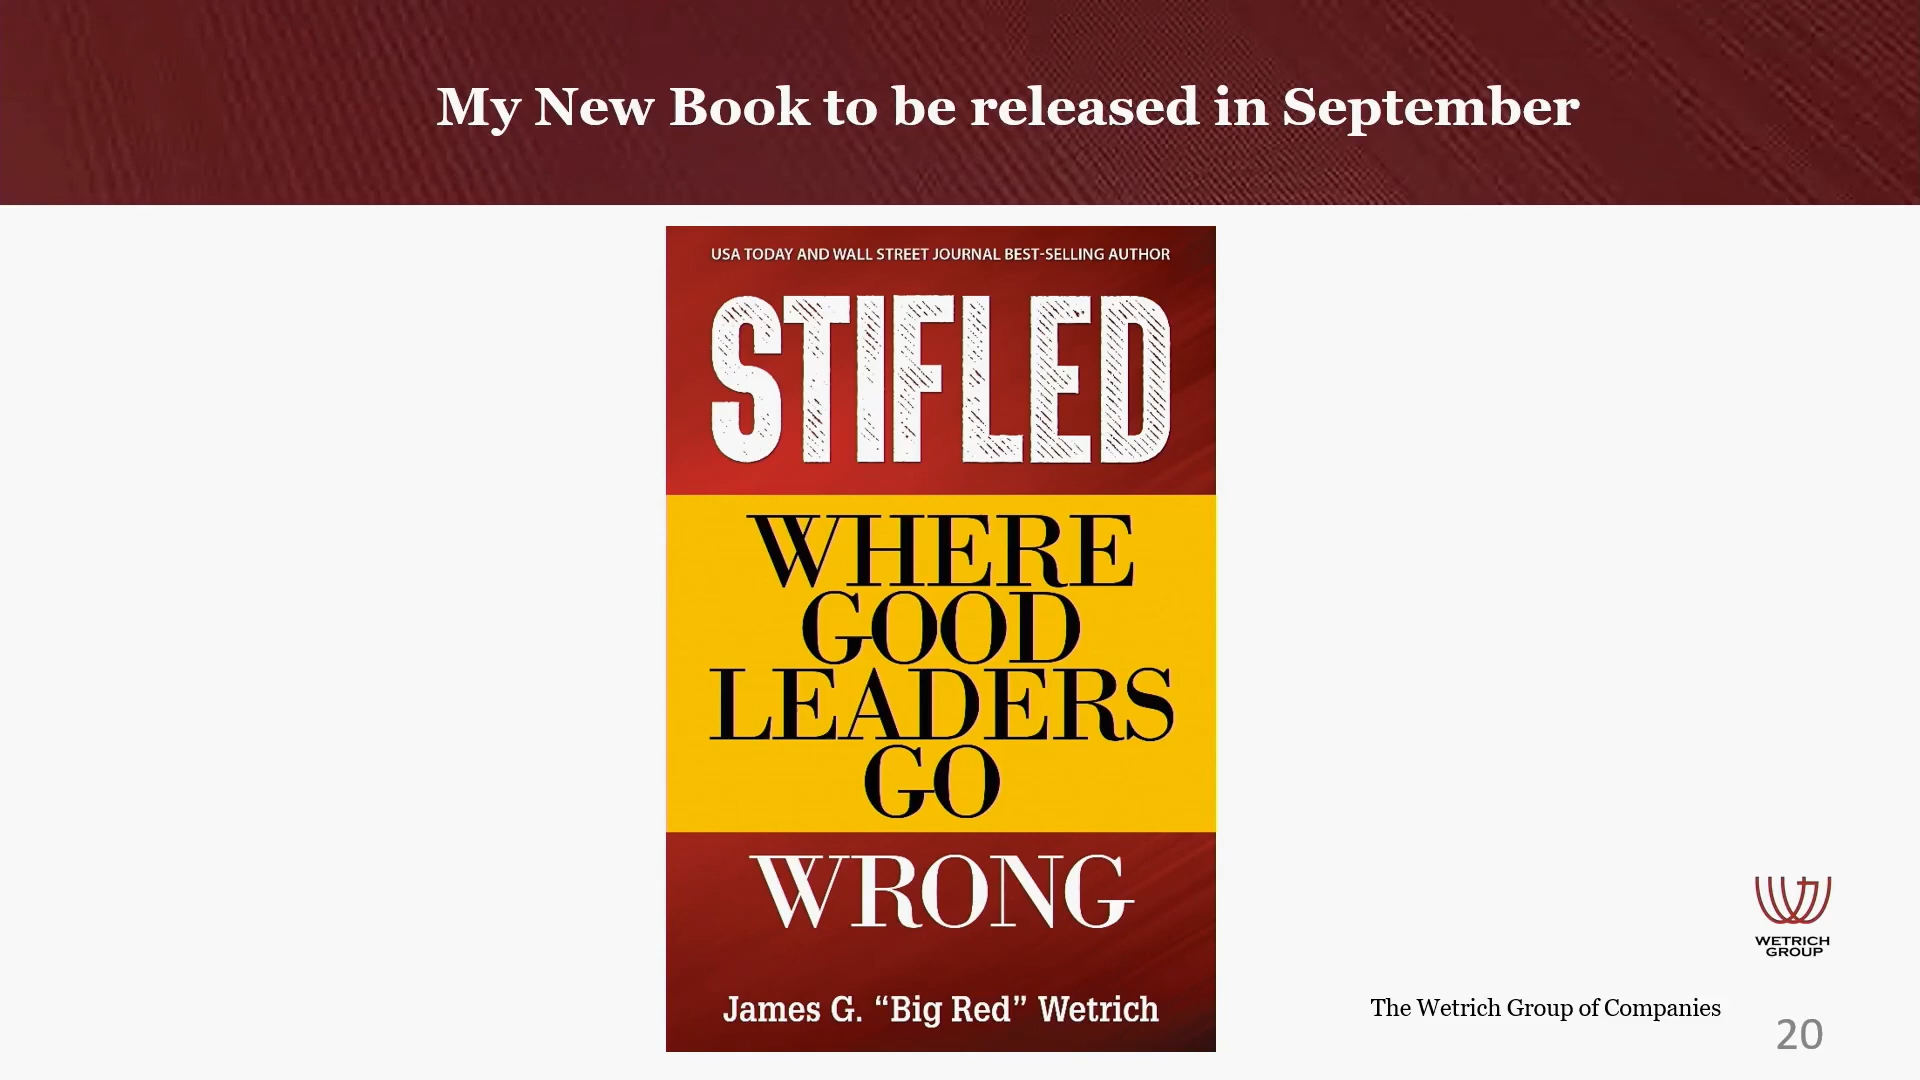 My New Book to be released in September
USA TODAY AND WALL STREET JOURNAL BEST-SELLING AUTHOR
STIFLED
WHERE
GOOD
LEADERS
GO
WRONG
James G. “Big Red” Wetrich
WETRICH
GROUP
The Wetrich Group of Companies
20